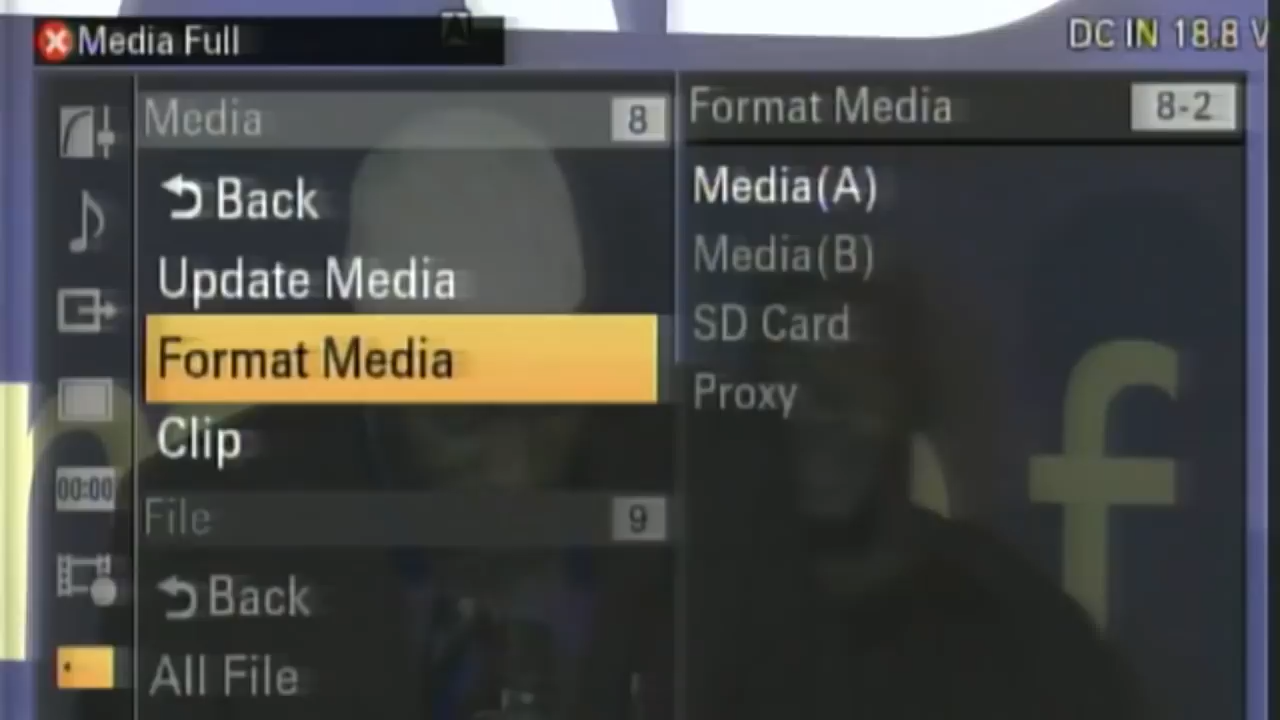 Media Full
DC IN 18.8 V
Media 8
Back
Update Media
Format Media
Clip
File 9
Back
All File
Format Media 8-2
Media(A)
Media(B)
SD Card
Proxy
00:00
f